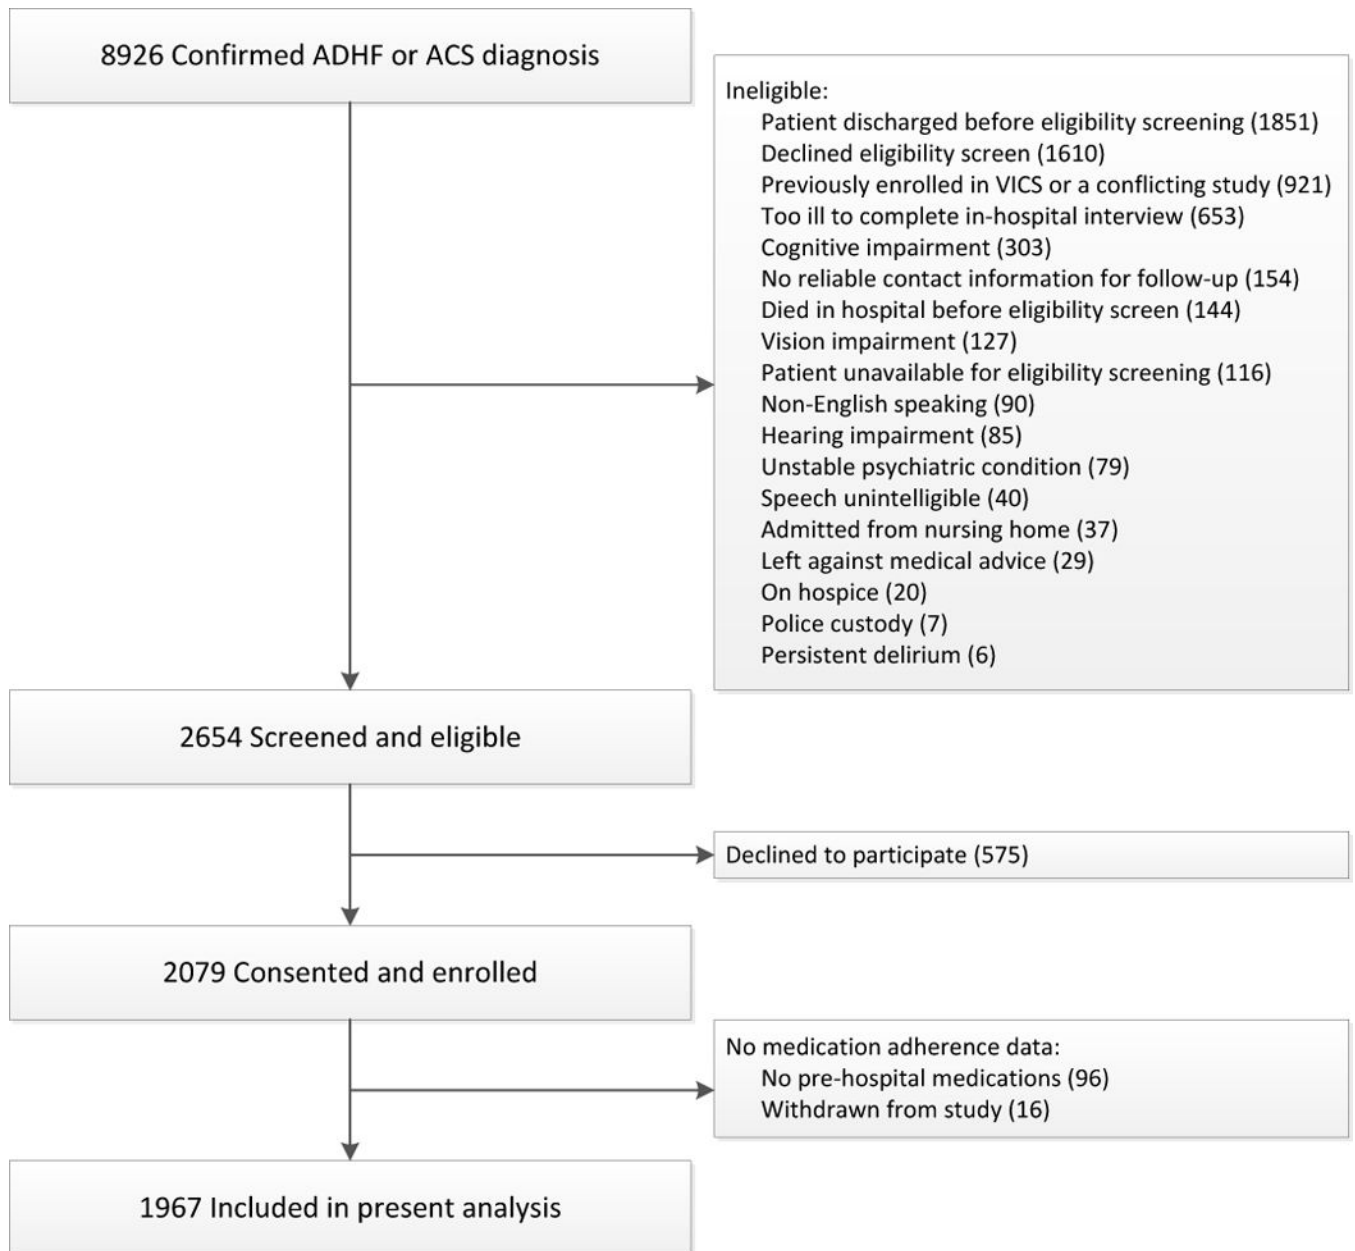 8926 Confirmed ADHF or ACS diagnosis
Ineligible:
Patient discharged before eligibility screening (1851)
Declined eligibility screen (1610)
Previously enrolled in VICS or a conflicting study (921)
Too ill to complete in-hospital interview (653)
Cognitive impairment (303)
No reliable contact information for follow-up (154)
Died in hospital before eligibility screen (144)
Vision impairment (127)
Patient unavailable for eligibility screening (116)
Non-English speaking (90)
Hearing impairment (85)
Unstable psychiatric condition (79)
Speech unintelligible (40)
Admitted from nursing home (37)
Left against medical advice (29)
On hospice (20)
Police custody (7)
Persistent delirium (6)
2654 Screened and eligible
Declined to participate (575)
2079 Consented and enrolled
No medication adherence data:
No pre-hospital medications (96)
Withdrawn from study (16)
1967 Included in present analysis